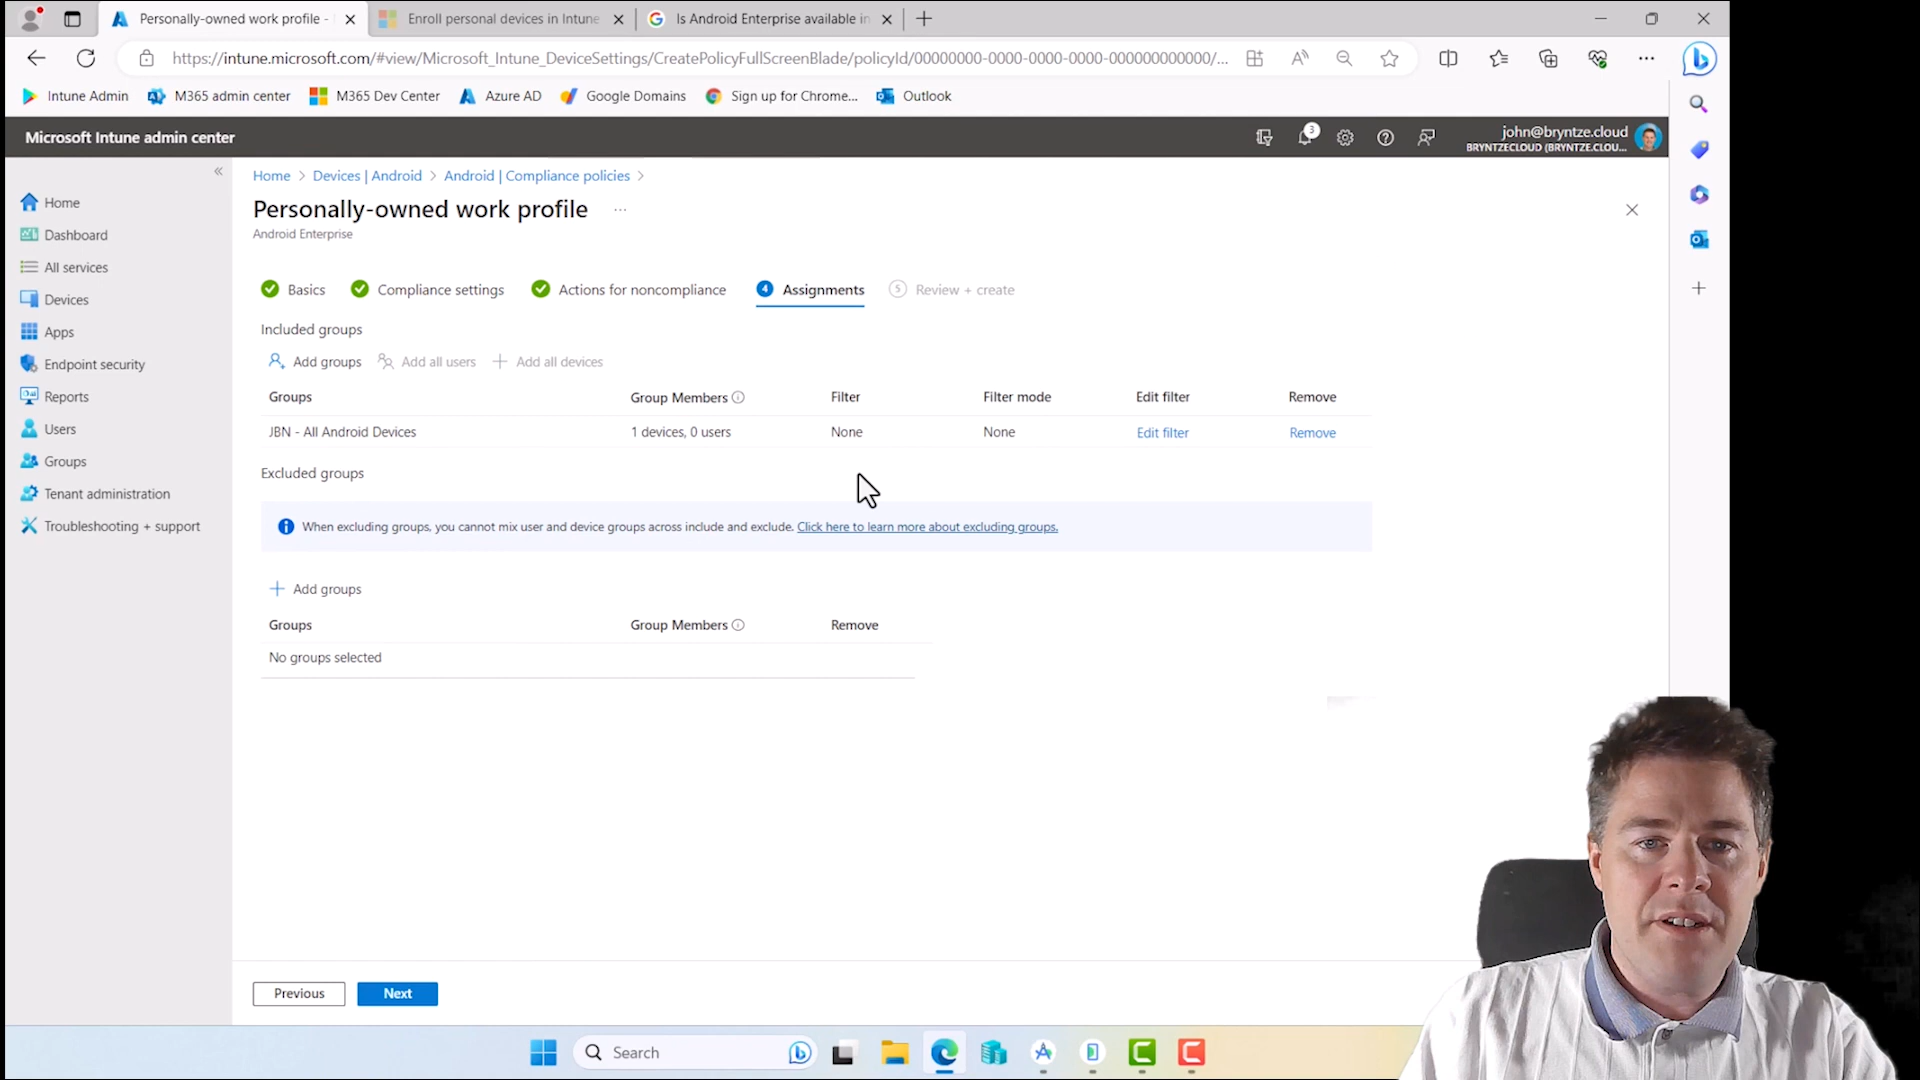 Personally-owned work profile -
Enroll personal devices in Intune
Is Android Enterprise available in
https://intune.microsoft.com/#view/Microsoft_Intune_DeviceSettings/CreatePolicyFullScreenBlade/policyId/00000000-0000-0000-0000-000000000000/...
Intune Admin
M365 admin center
M365 Dev Center
Azure AD
Google Domains
Sign up for Chrome...
Outlook
Microsoft Intune admin center
3
john@bryntze.cloud
BRYNTZECLOUD (BRYNTZE.CLOU...
Home
Dashboard
All services
Devices
Apps
Endpoint security
Reports
Users
Groups
Tenant administration
Troubleshooting + support
Home > Devices | Android > Android | Compliance policies >
Personally-owned work profile ...
Android Enterprise
Basics
Compliance settings
Actions for noncompliance
4 Assignments
5 Review + create
Included groups
Add groups
Add all users
Add all devices
Groups Group Members Filter Filter mode Edit filter Remove
JBN - All Android Devices 1 devices, 0 users None None Edit filter Remove
Excluded groups
When excluding groups, you cannot mix user and device groups across include and exclude. Click here to learn more about excluding groups.
Add groups
Groups Group Members Remove
No groups selected
Previous
Next
Search